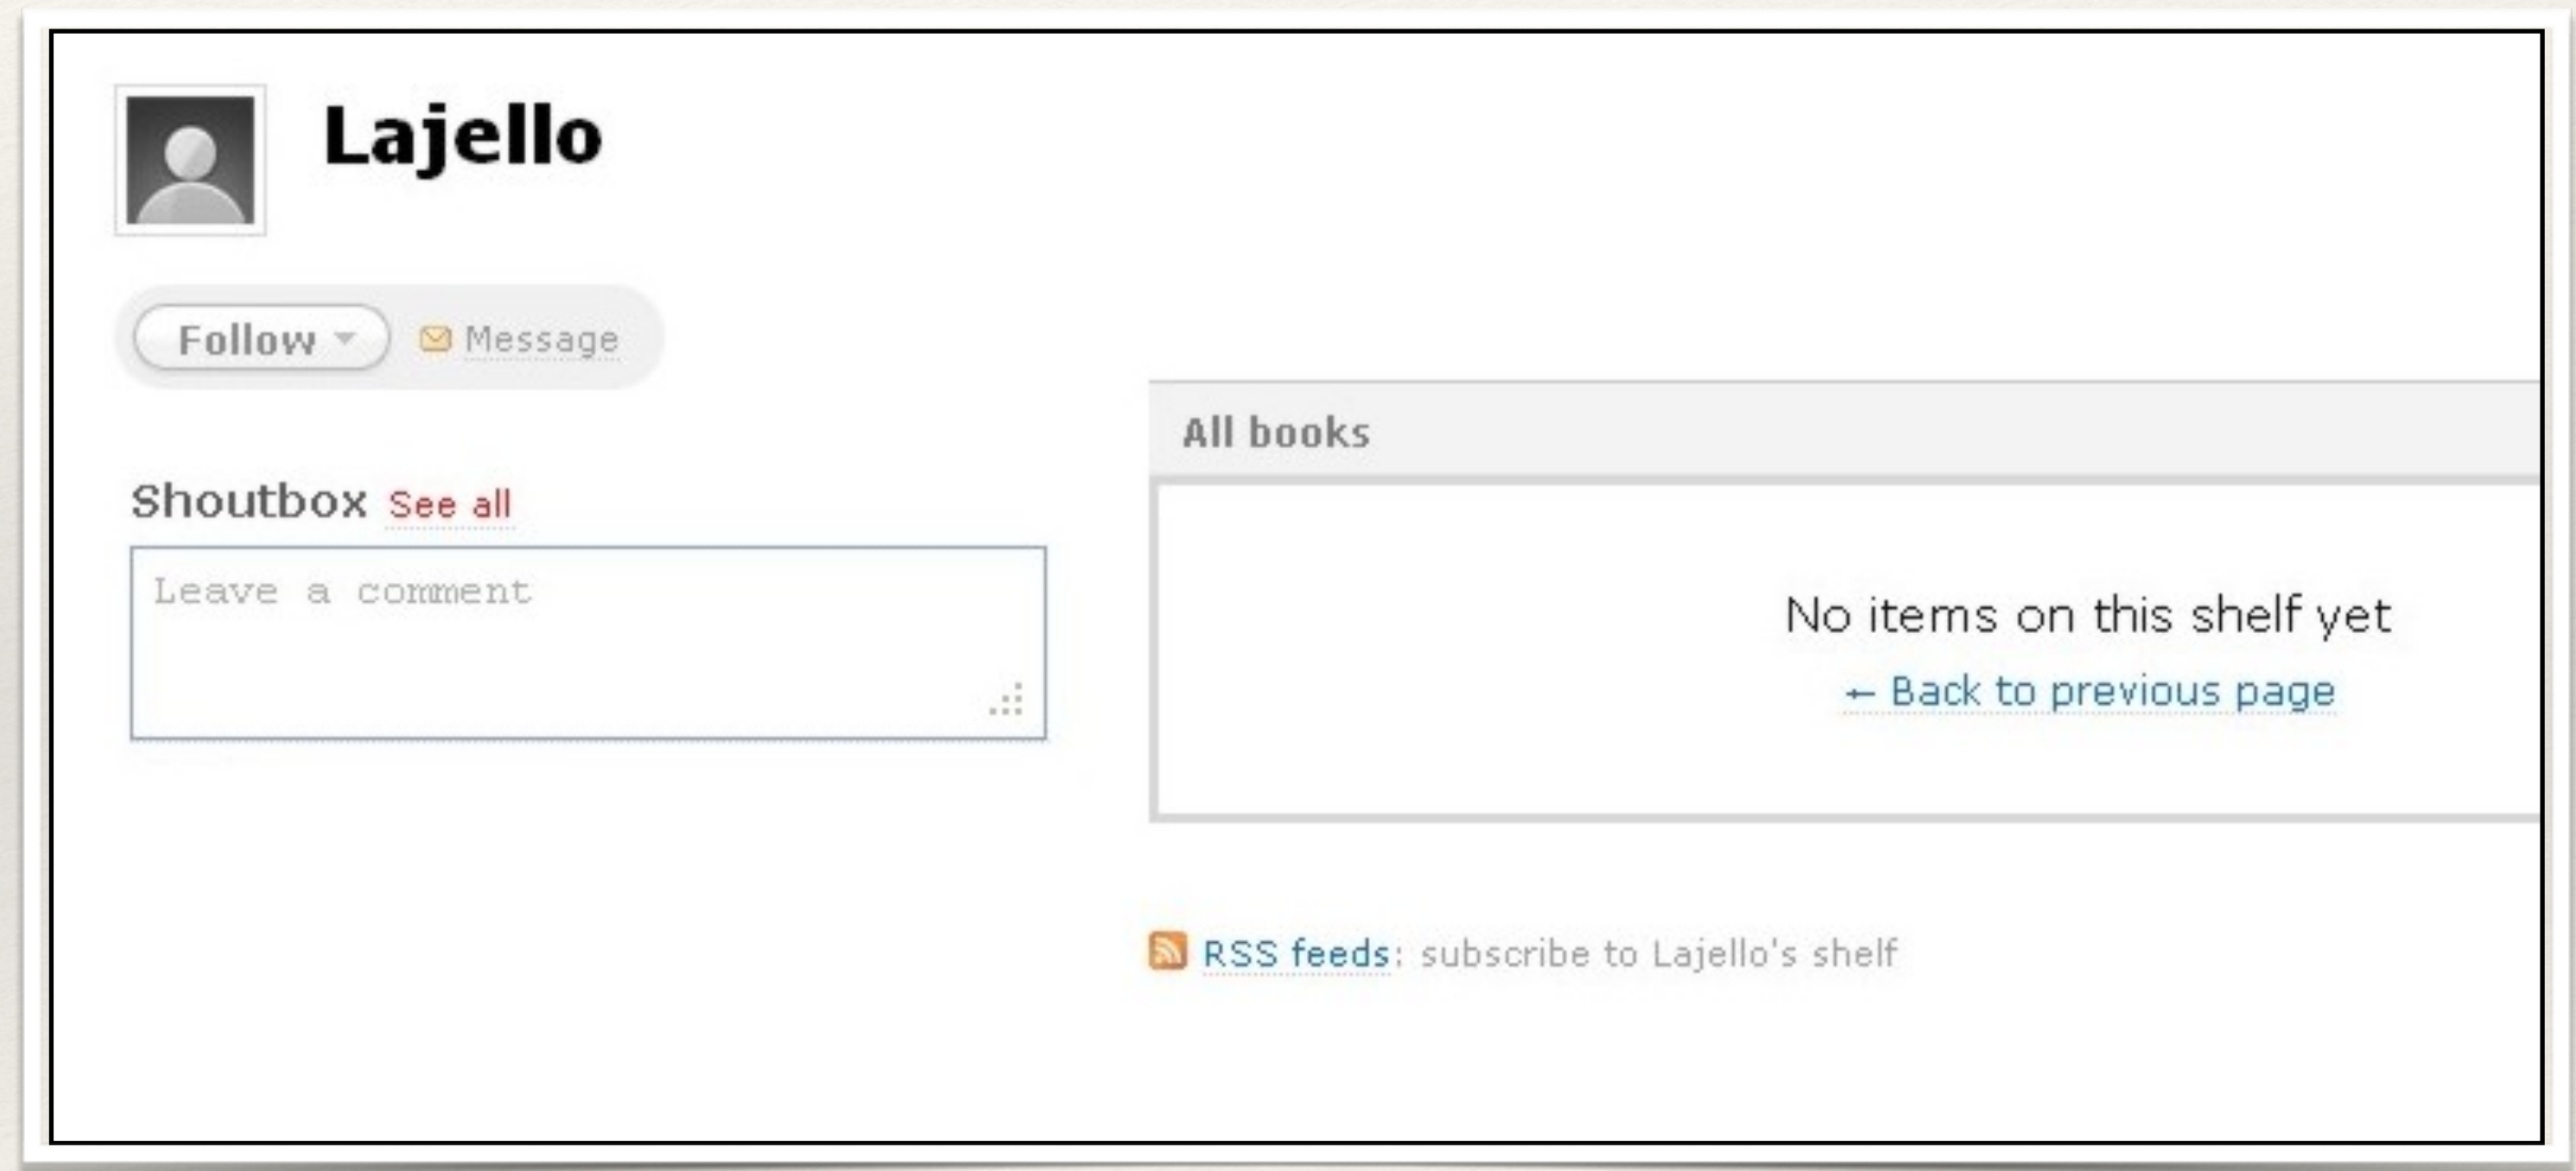 Lajello
Follow
Message
Shoutbox See all
Leave a comment
All books
No items on this shelf yet
← Back to previous page
RSS feeds: subscribe to Lajello's shelf